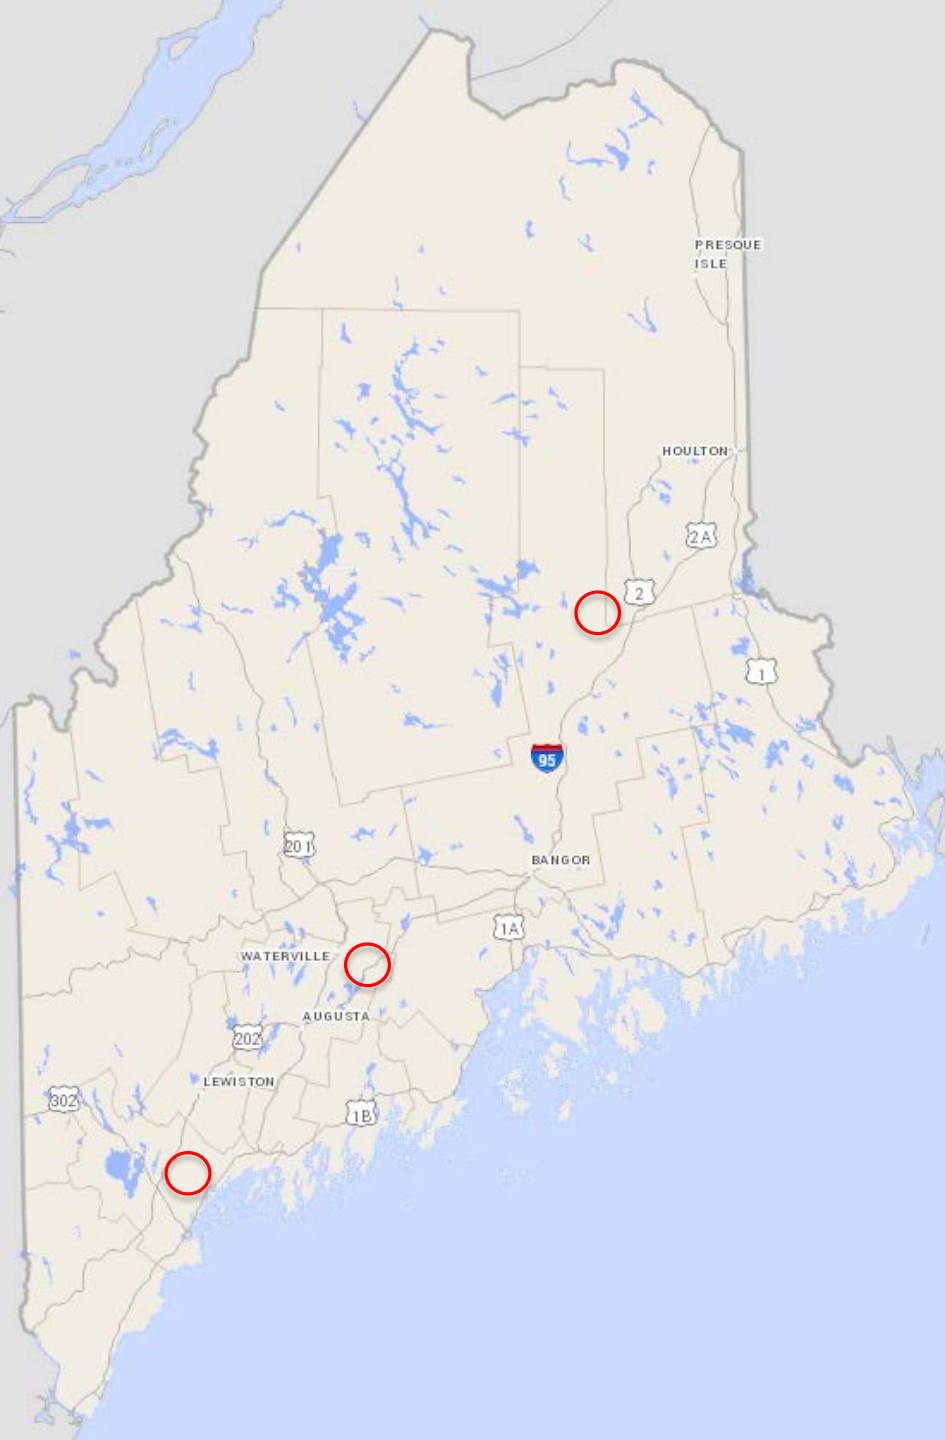 PRESQUE
ISLE
HOULTON
2A
2
1
95
201
BANGOR
1A
WATERVILLE
AUGUSTA
202
LEWISTON
302
1B